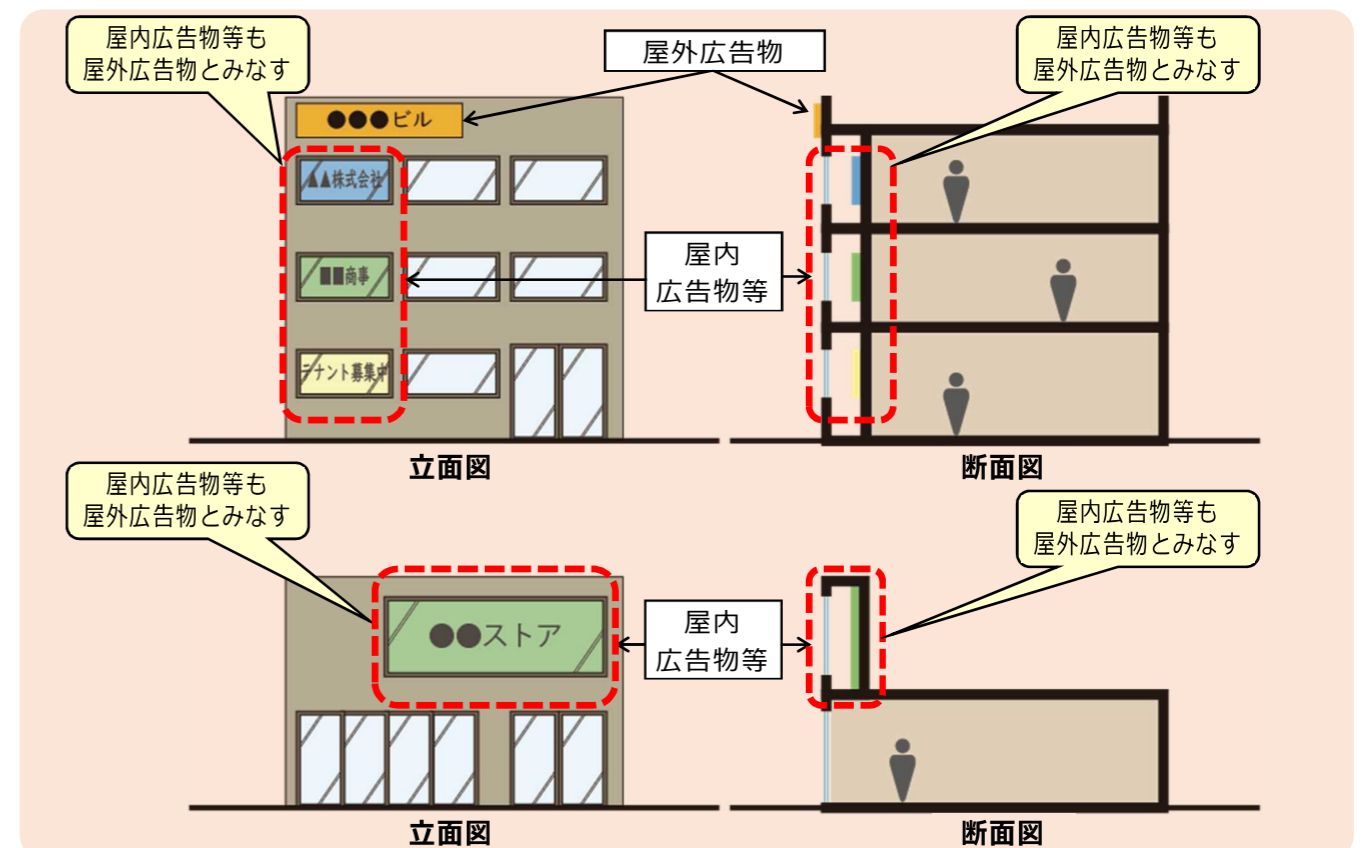 屋内広告物等も
屋外広告物とみなす
屋外広告物
屋内広告物等も
屋外広告物とみなす
●●●ビル
▲▲株式会社
■■商事
屋内
広告物等
テナント募集中
立面図
断面図
屋内広告物等も
屋外広告物とみなす
屋内広告物等も
屋外広告物とみなす
●●ストア
屋内
広告物等
立面図
断面図